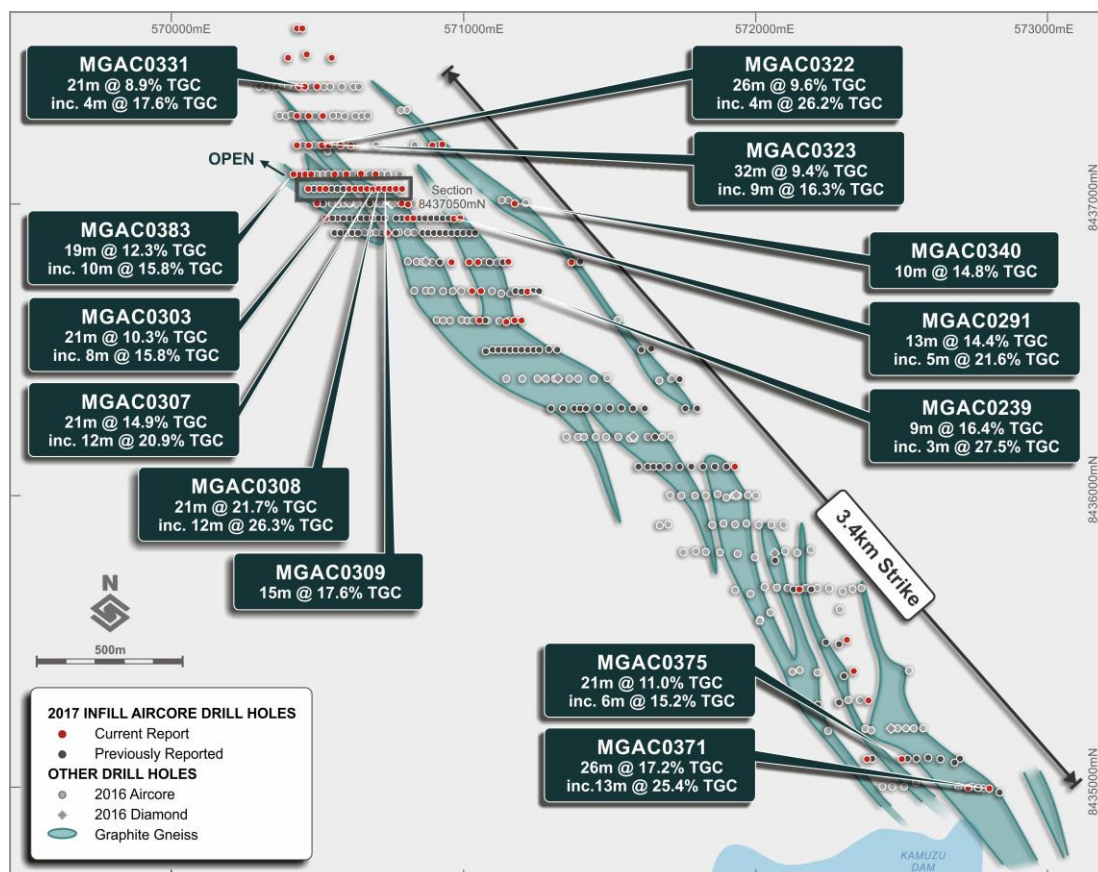 570000mE
571000mE
572000mE
573000mE
MGAC0331
21m @ 8.9% TGC
inc. 4m @ 17.6% TGC
MGAC0322
26m @ 9.6% TGC
inc. 4m @ 26.2% TGC
MGAC0323
32m @ 9.4% TGC
inc. 9m @ 16.3% TGC
OPEN
Section
8437050mN
8437000mN
MGAC0383
19m @ 12.3% TGC
inc. 10m @ 15.8% TGC
MGAC0340
10m @ 14.8% TGC
MGAC0303
21m @ 10.3% TGC
inc. 8m @ 15.8% TGC
MGAC0291
13m @ 14.4% TGC
inc. 5m @ 21.6% TGC
MGAC0307
21m @ 14.9% TGC
inc. 12m @ 20.9% TGC
MGAC0239
9m @ 16.4% TGC
inc. 3m @ 27.5% TGC
MGAC0308
21m @ 21.7% TGC
inc. 12m @ 26.3% TGC
8436000mN
MGAC0309
15m @ 17.6% TGC
3.4km Strike
N
500m
MGAC0375
21m @ 11.0% TGC
inc. 6m @ 15.2% TGC
MGAC0371
26m @ 17.2% TGC
inc.13m @ 25.4% TGC
8435000mN
2017 INFILL AIRCORE DRILL HOLES
Current Report
Previously Reported
OTHER DRILL HOLES
2016 Aircore
2016 Diamond
Graphite Gneiss
KAMUZU
DAM